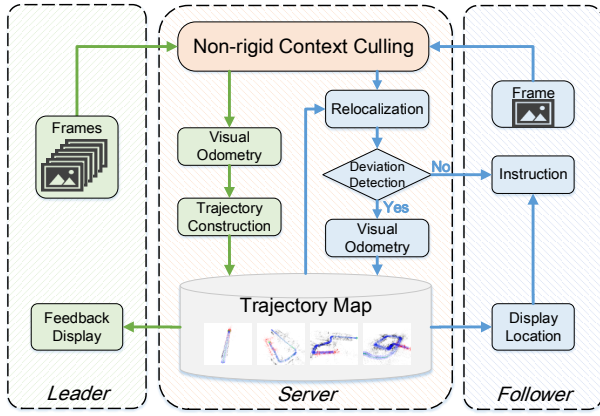 Non-rigid Context Culling
Frames
Visual
Odometry
Trajectory
Construction
Relocalization
Deviation
Detection
No
Yes
Visual
Odometry
Frame
Instruction
Trajectory Map
Feedback
Display
Display
Location
Leader
Server
Follower